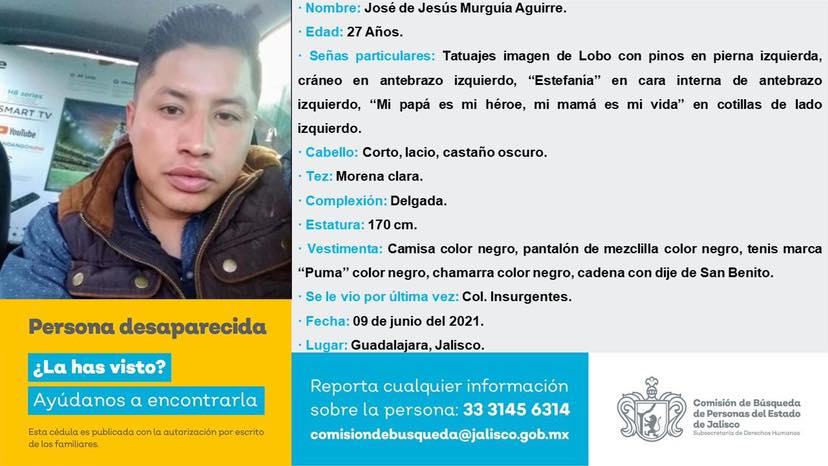 H8 series
SMART TV
YouTube
Persona desaparecida
¿La has visto?
Ayúdanos a encontrarla
Esta cédula es publicada con la autorización por escrito
de los familiares.
· Nombre: José de Jesús Murguía Aguirre.
· Edad: 27 Años.
· Señas particulares: Tatuajes imagen de Lobo con pinos en pierna izquierda,
cráneo en antebrazo izquierdo, “Estefanía” en cara interna de antebrazo
izquierdo, “Mi papá es mi héroe, mi mamá es mi vida” en cotillas de lado
izquierdo.
· Cabello: Corto, lacio, castaño oscuro.
· Tez: Morena clara.
· Complexión: Delgada.
· Estatura: 170 cm.
· Vestimenta: Camisa color negro, pantalón de mezclilla color negro, tenis marca
“Puma” color negro, chamarra color negro, cadena con dije de San Benito.
· Se le vio por última vez: Col. Insurgentes.
· Fecha: 09 de junio del 2021.
· Lugar: Guadalajara, Jalisco.
Reporta cualquier información
sobre la persona: 33 3145 6314
comisiondebusqueda@jalisco.gob.mx
Comisión de Búsqueda
de Personas del Estado
de Jalisco
Subsecretaría de Derechos Humanos